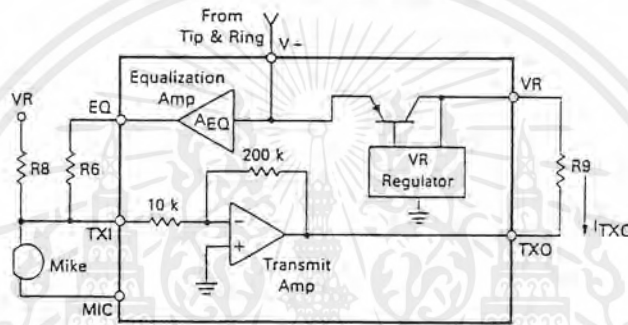 From
Tip & Ring
V+
Equalization
Amp
VR
EQ
AEQ
VR
R8
R6
200 k
VR
Regulator
R9
10 k
TXI
ITXO
Mike
Transmit
Amp
TXO
MIC